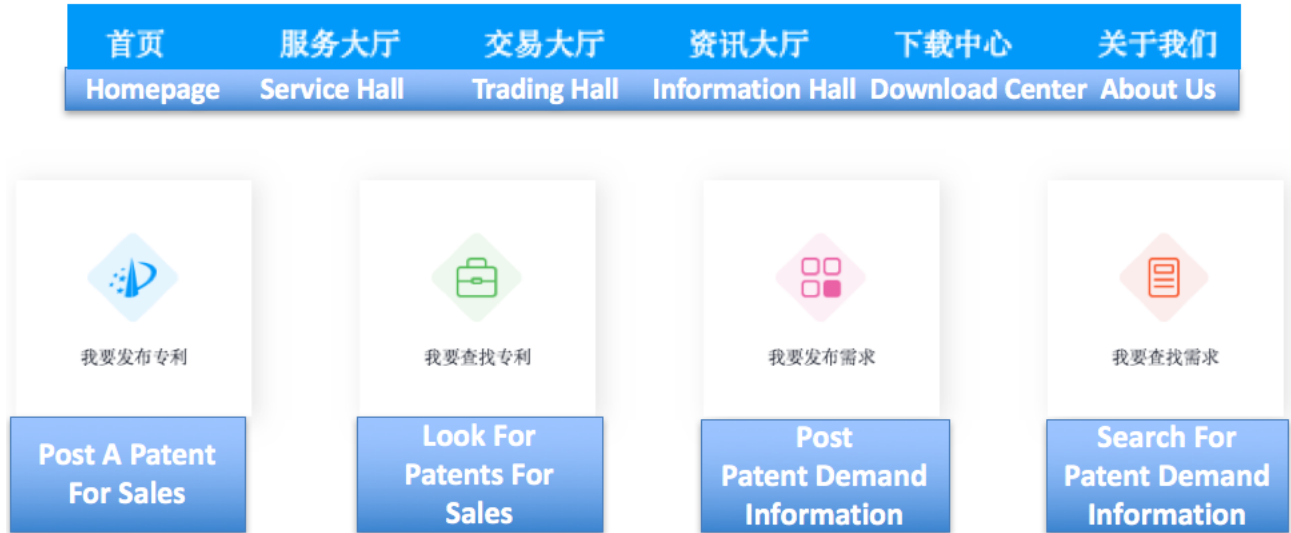 首页 服务大厅 交易大厅 资讯大厅 下载中心 关于我们
Homepage Service Hall Trading Hall Information Hall Download Center About Us
我要发布专利
Post A Patent
For Sales
我要查找专利
Look For
Patents For
Sales
我要发布需求
Post
Patent Demand
Information
我要查找需求
Search For
Patent Demand
Information